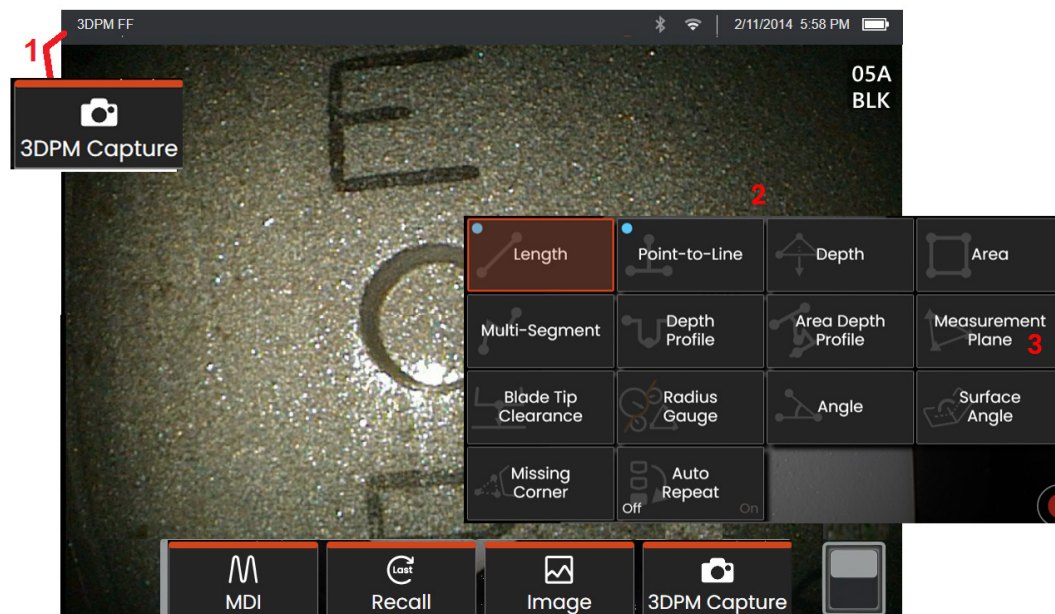 3DPM FF
2/11/2014 5:58 PM
1
3DPM Capture
05A
BLK
E
2
Length
Point-to-Line
Depth
Area
Multi-Segment
Depth
Profile
Area Depth
Profile
Measurement
Plane
3
Blade Tip
Clearance
Radius
Gauge
Angle
Surface
Angle
Missing
Corner
Auto
Repeat
Off On
MDI
Last
Recall
Image
3DPM Capture